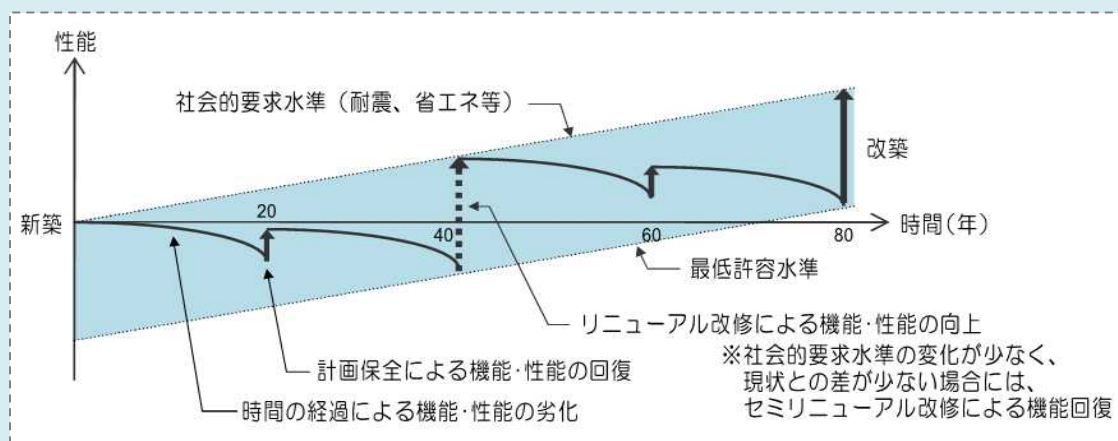 性能
社会的要求水準（耐震、省エネ等）
改築
新築
20
40
60
80
時間(年)
最低許容水準
リニューアル改修による機能･性能の向上
※社会的要求水準の変化が少なく、
現状との差が少ない場合には、
セミリニューアル改修による機能回復
計画保全による機能･性能の回復
時間の経過による機能･性能の劣化